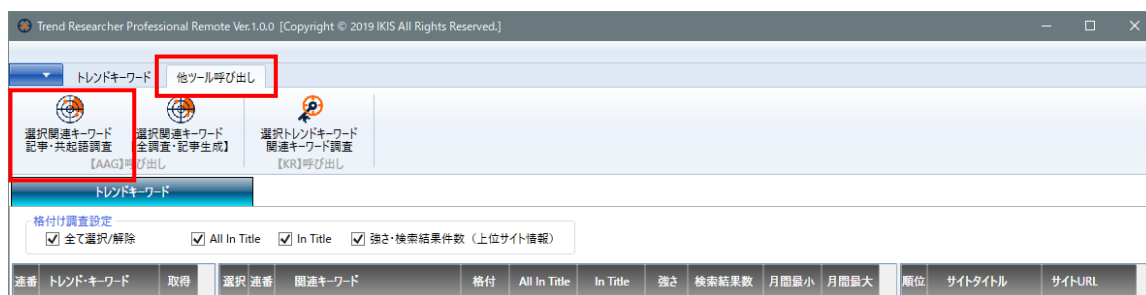 Trend Researcher Professional Remote Ver.1.0.0 [Copyright © 2019 IKIS All Rights Reserved.]
トレンドキーワード 他ツール呼び出し
選択関連キーワード 選択関連キーワード 選択トレンドキーワード
記事・共起語調査 全調査・記事生成】 関連キーワード調査
【AAG】呼び出し 【KR】呼び出し
トレンドキーワード
格付け調査設定
全て選択/解除 All In Title In Title 強さ・検索結果件数（上位サイト情報）
連番 トレンド・キーワード 取得 選択 連番 関連キーワード 格付 All In Title In Title 強さ 検索結果数 月間最小 月間最大 順位 サイトタイトル サイトURL